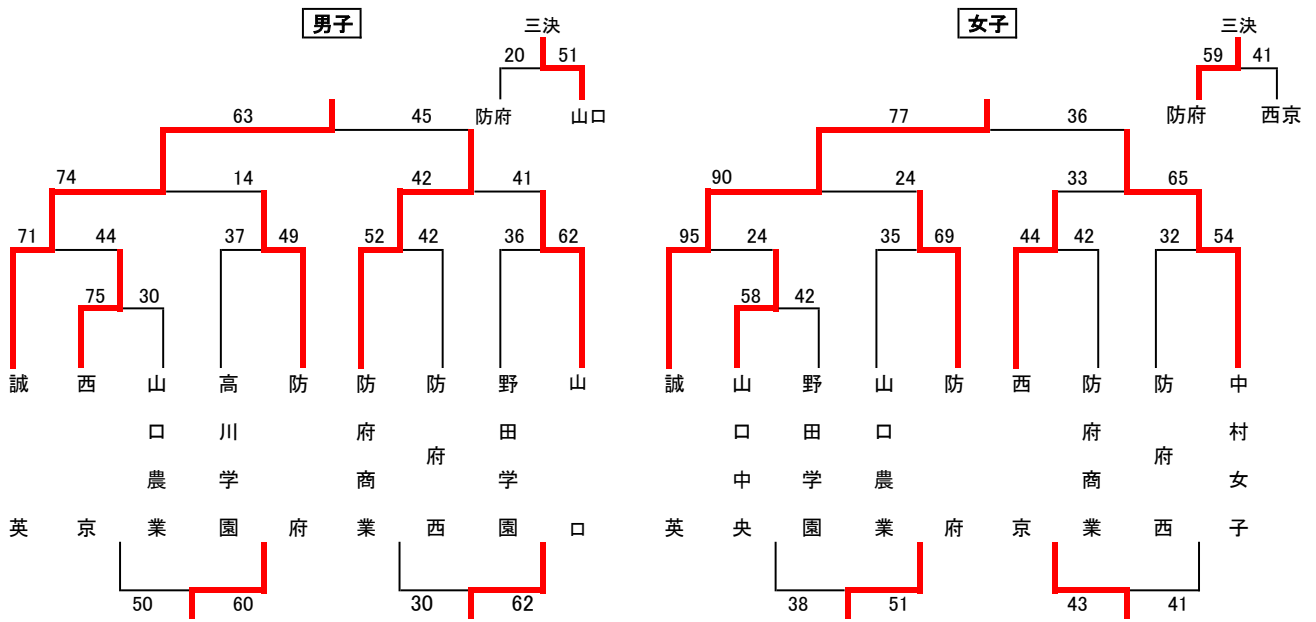 男子
三決
20 51
防府 山口
63 45
74 14 42 41
71 44 37 49 52 42 36 62
75 30
誠英
西京
山口農業
高川学園
防府
防府商業
防府西
野田学園
山口
50 60 30 62
女子
三決
59 41
防府 西京
77 36
90 24 33 65
95 24 35 69 44 42 32 54
58 42
誠英
山口中央
野田学園
山口農業
防府
西京
防府商業
防府西
中村女子
38 51 43 41